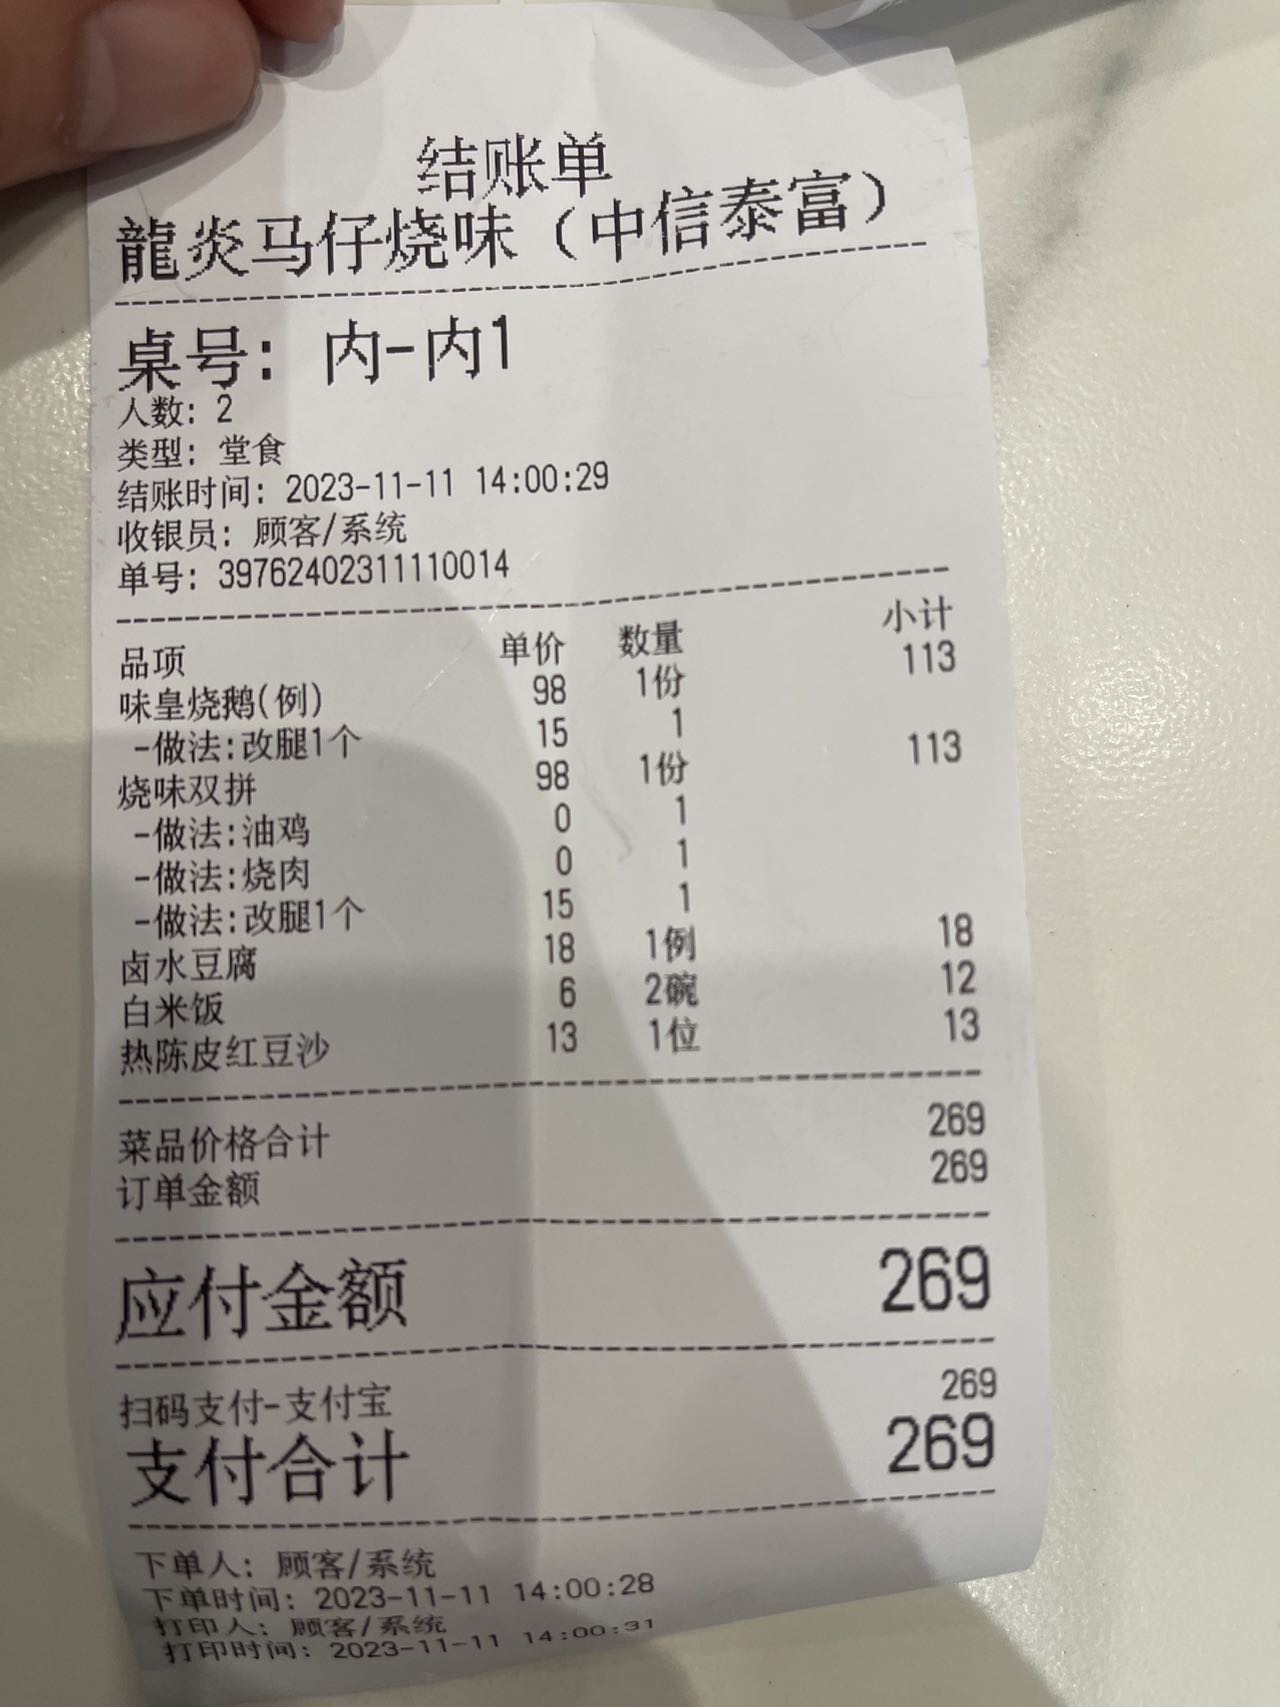 结账单
龍炎马仔烧味（中信泰富）
桌号：内-内1
人数：2
类型：堂食
结账时间：2023-11-11 14:00:29
收银员：顾客/系统
单号：39762402311110014
品项 单价 数量 小计
味皇烧鹅(例) 98 1份 113
-做法:改腿1个 15 1
烧味双拼 98 1份 113
-做法:油鸡 0 1
-做法:烧肉 0 1
-做法:改腿1个 15 1
卤水豆腐 18 1例 18
白米饭 6 2碗 12
热陈皮红豆沙 13 1位 13
菜品价格合计 269
订单金额 269
应付金额 269
扫码支付-支付宝 269
支付合计 269
下单人：顾客/系统
下单时间：2023-11-11 14:00:28
打印人：顾客/系统
打印时间：2023-11-11 14:00:31